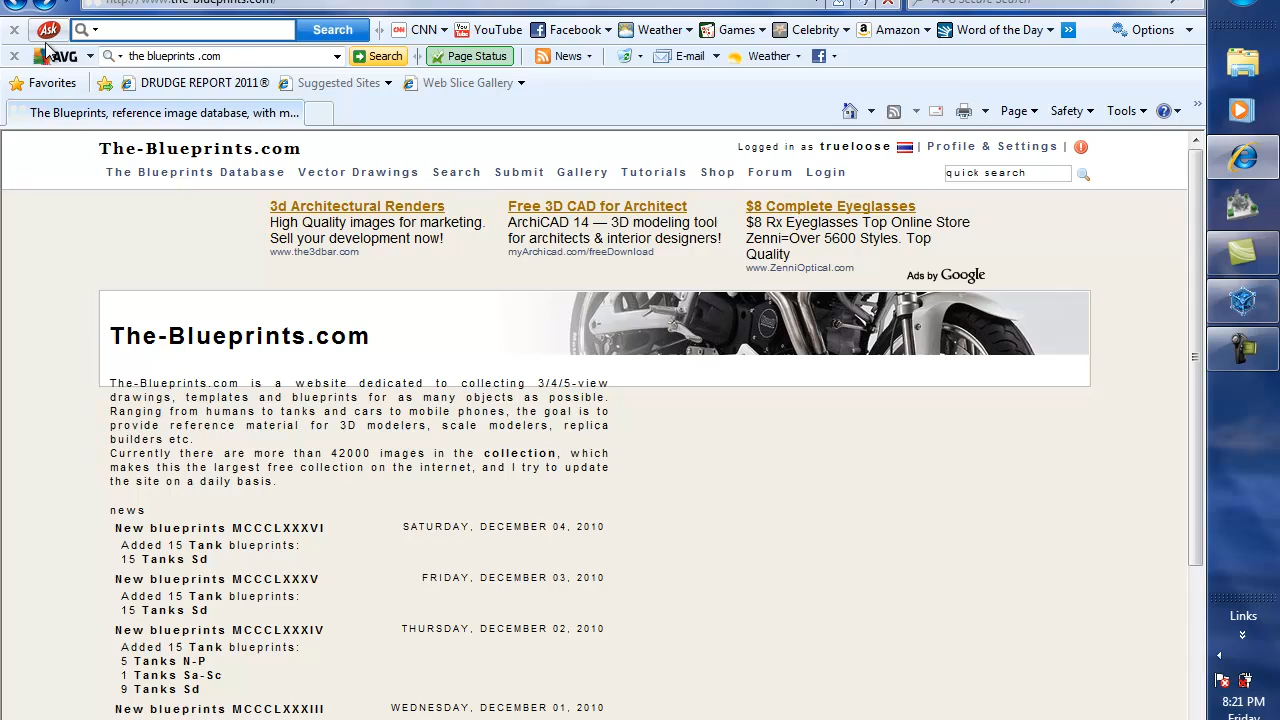 http://www.the-blueprints.com/
AVG Secure Search
Ask Search CNN YouTube Facebook Weather Games Celebrity Amazon Word of the Day » Options
AVG the blueprints .com Search Page Status News E-mail Weather
Favorites DRUDGE REPORT 2011® Suggested Sites Web Slice Gallery
The Blueprints, reference image database, with m...
Page Safety Tools »
The-Blueprints.com
Logged in as trueloose | Profile & Settings |
The Blueprints Database Vector Drawings Search Submit Gallery Tutorials Shop Forum Login
quick search
3d Architectural Renders
High Quality images for marketing.
Sell your development now!
www.the3dbar.com
Free 3D CAD for Architect
ArchiCAD 14 — 3D modeling tool
for architects & interior designers!
myArchicad.com/freeDownload
$8 Complete Eyeglasses
$8 Rx Eyeglasses Top Online Store
Zenni=Over 5600 Styles. Top
Quality
www.ZenniOptical.com
Ads by Google
The-Blueprints.com
The-Blueprints.com is a website dedicated to collecting 3/4/5-view
drawings, templates and blueprints for as many objects as possible.
Ranging from humans to tanks and cars to mobile phones, the goal is to
provide reference material for 3D modelers, scale modelers, replica
builders etc.
Currently there are more than 42000 images in the collection, which
makes this the largest free collection on the internet, and I try to update
the site on a daily basis.
news
New blueprints MCCCLXXXVI SATURDAY, DECEMBER 04, 2010
Added 15 Tank blueprints:
15 Tanks Sd
New blueprints MCCCLXXXV FRIDAY, DECEMBER 03, 2010
Added 15 Tank blueprints:
15 Tanks Sd
New blueprints MCCCLXXXIV THURSDAY, DECEMBER 02, 2010
Added 15 Tank blueprints:
5 Tanks N-P
1 Tanks Sa-Sc
9 Tanks Sd
New blueprints MCCCLXXXIII WEDNESDAY, DECEMBER 01, 2010
Links
8:21 PM
Friday